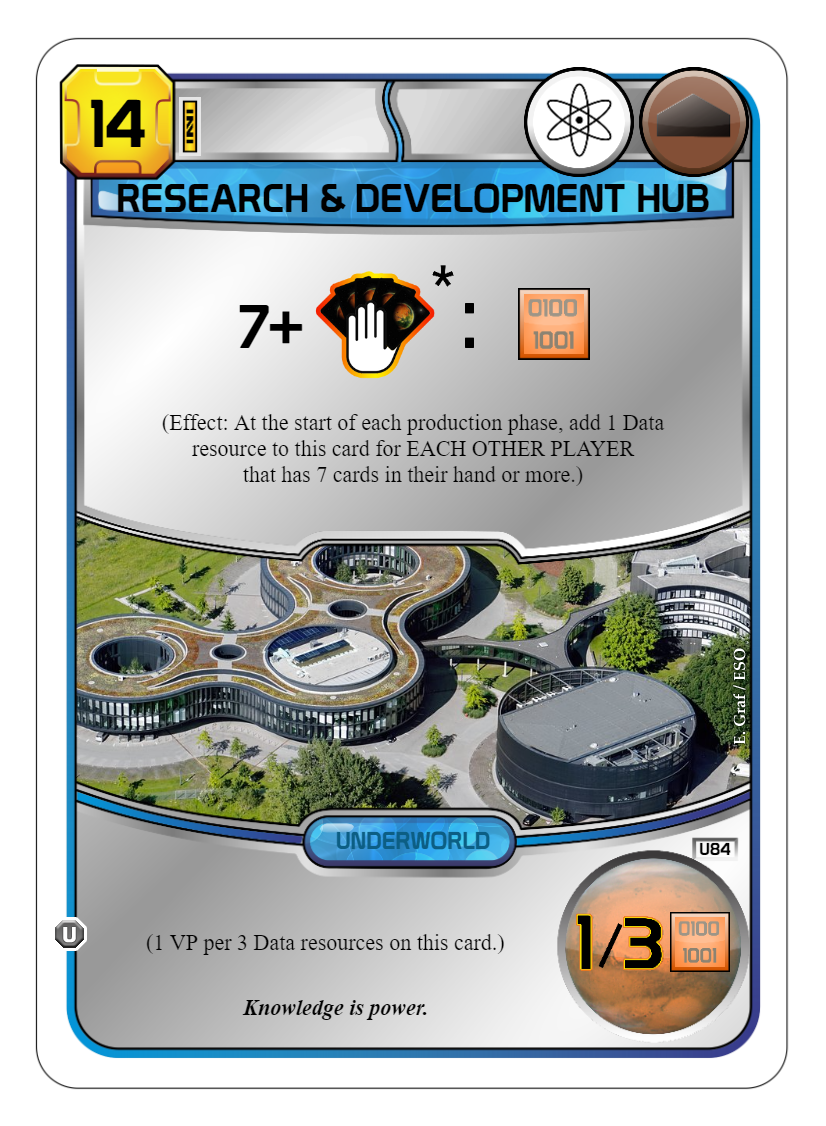 14
RESEARCH & DEVELOPMENT HUB
7+ * : 0100
1001
(Effect: At the start of each production phase, add 1 Data
resource to this card for EACH OTHER PLAYER
that has 7 cards in their hand or more.)
E. Graf / ESO
UNDERWORLD
U84
U
(1 VP per 3 Data resources on this card.)
1/3 0100
1001
Knowledge is power.